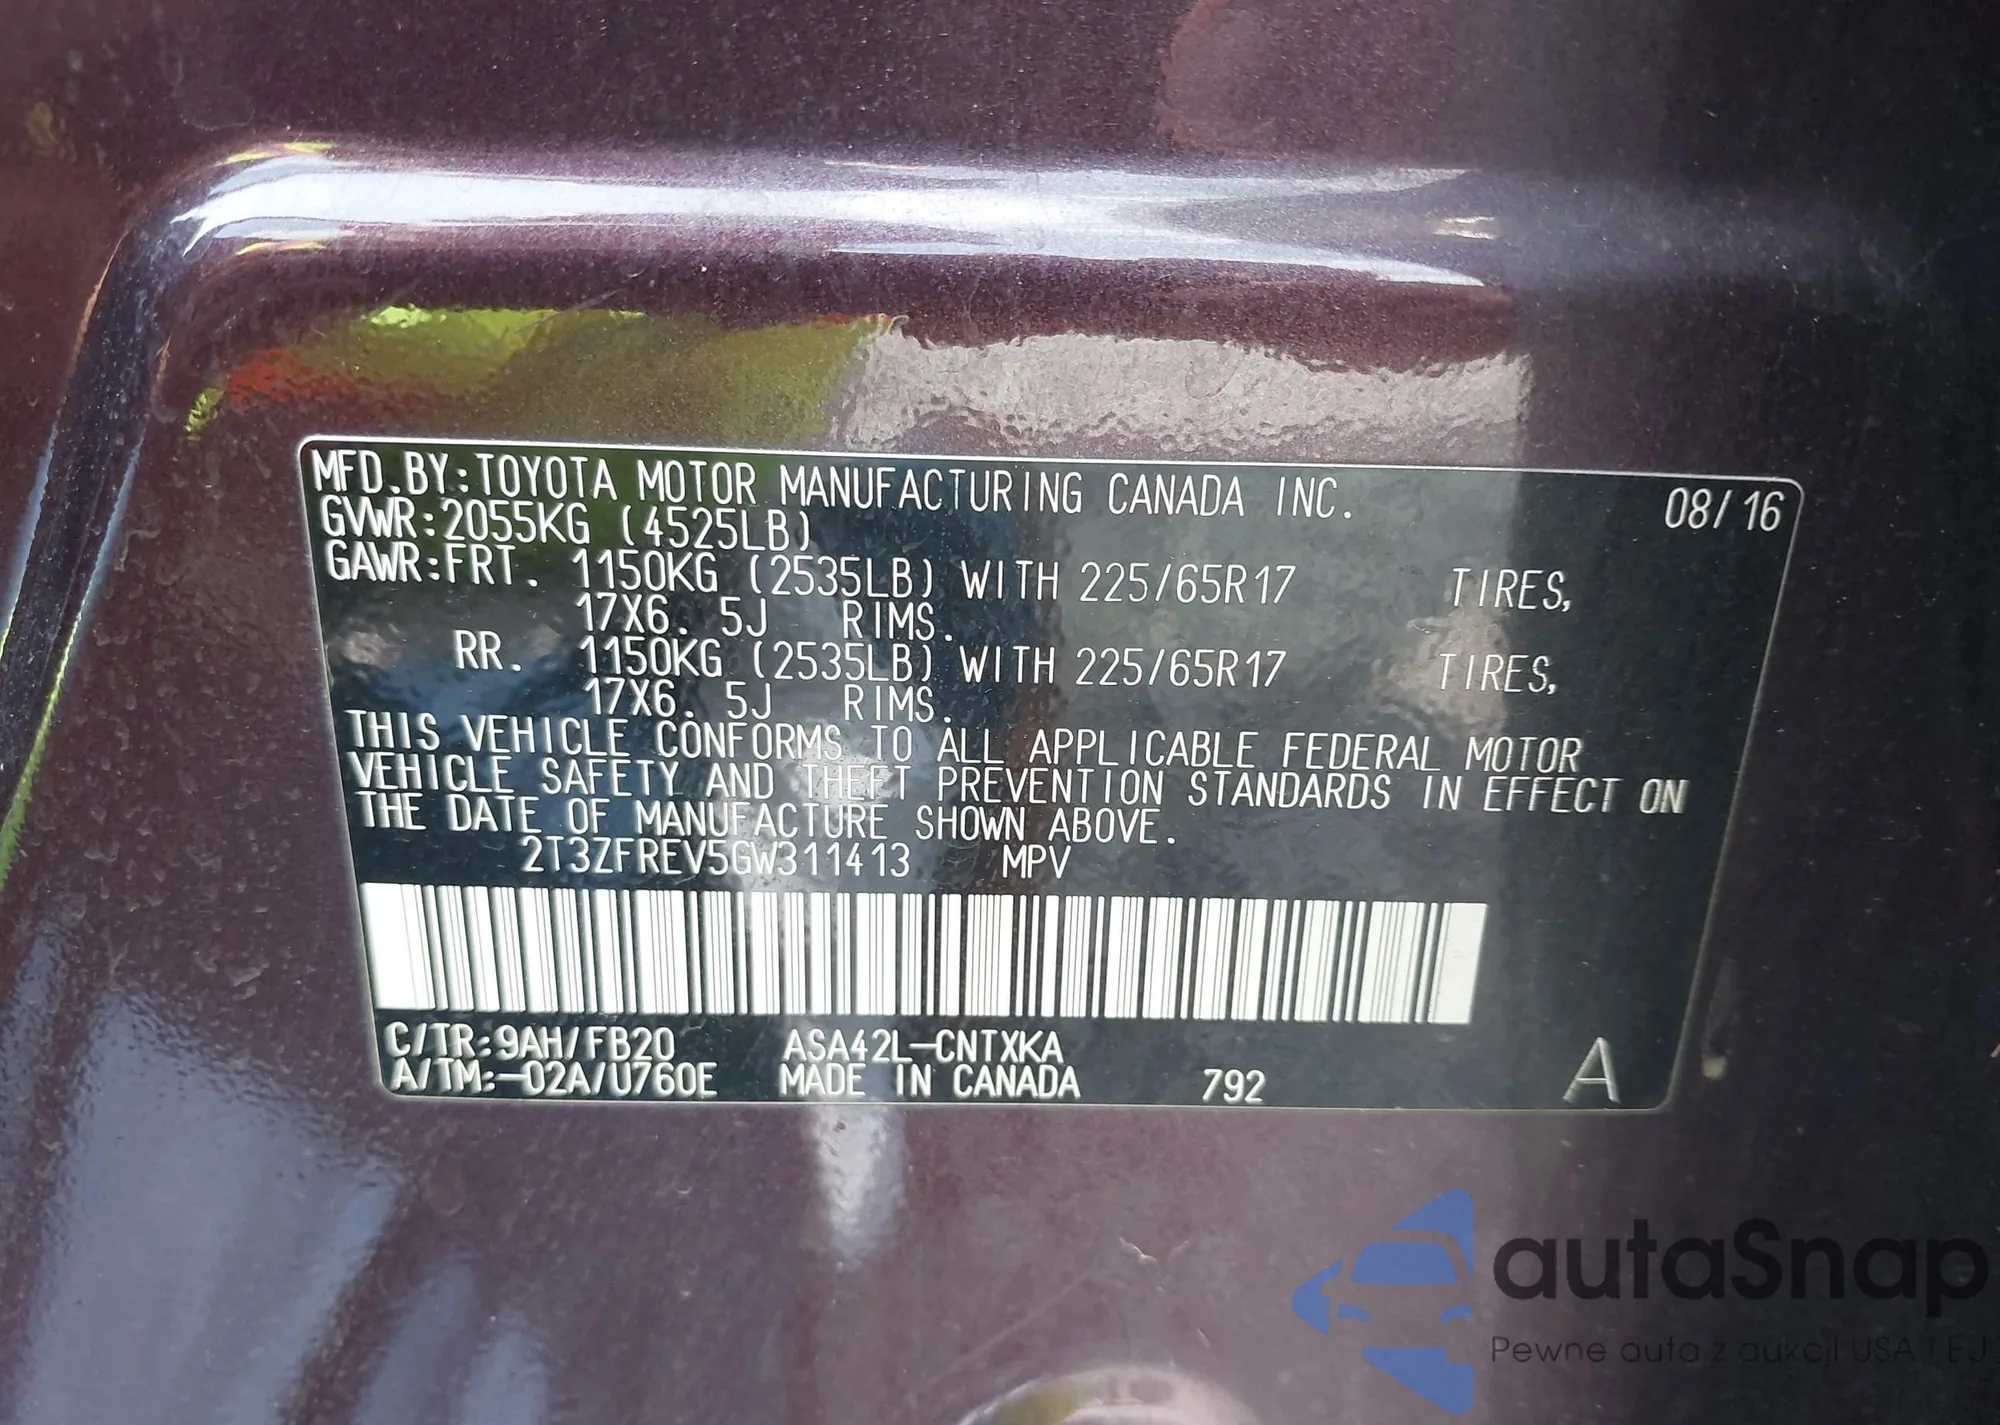 MFD.BY:TOYOTA MOTOR MANUFACTURING CANADA INC. 08/16
GVWR:2055KG (4525LB)
GAWR:FRT. 1150KG (2535LB) WITH 225/65R17 TIRES,
17X6.5J RIMS.
RR. 1150KG (2535LB) WITH 225/65R17 TIRES,
17X6.5J RIMS.
THIS VEHICLE CONFORMS TO ALL APPLICABLE FEDERAL MOTOR
VEHICLE SAFETY AND THEFT PREVENTION STANDARDS IN EFFECT ON
THE DATE OF MANUFACTURE SHOWN ABOVE.
2T3ZFREV5GW311413 MPV
C/TR:9AH/FB20 ASA42L-CNTXKA
A/TM:-02A/U760E MADE IN CANADA 792 A
autaSnap
Pewne auta z aukcji USA i EJ